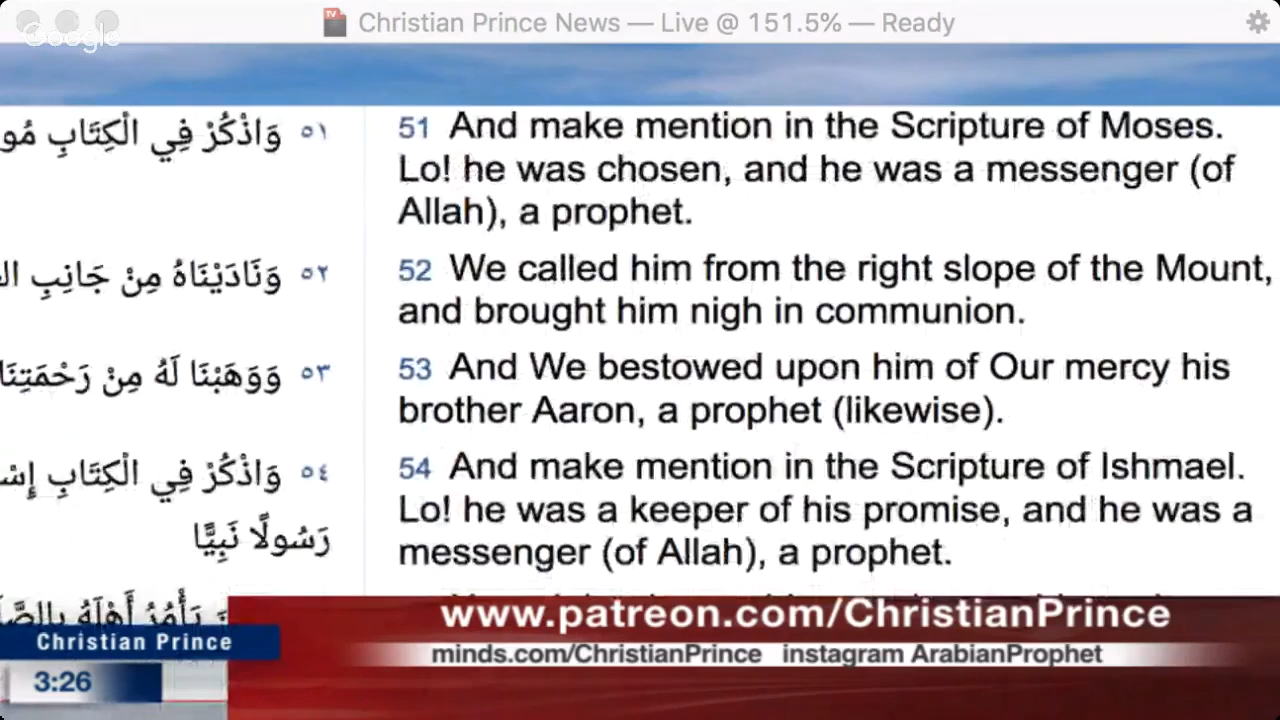 Google
Christian Prince News — Live @ 151.5% — Ready
51 And make mention in the Scripture of Moses.
Lo! he was chosen, and he was a messenger (of
Allah), a prophet.
٥١ وَاذْكُرْ فِي الْكِتَابِ
52 We called him from the right slope of the Mount,
and brought him nigh in communion.
٥٢ وَنَادَيْنَاهُ مِنْ جَانِبِ
53 And We bestowed upon him of Our mercy his
brother Aaron, a prophet (likewise).
٥٣ وَوَهَبْنَا لَهُ مِنْ رَحْمَتِنَا
54 And make mention in the Scripture of Ishmael.
Lo! he was a keeper of his promise, and he was a
messenger (of Allah), a prophet.
٥٤ وَاذْكُرْ فِي الْكِتَابِ
رَسُولًا نَبِيًّا
يَأْمُرُ أَهْلَهُ
www.patreon.com/ChristianPrince
Christian Prince
minds.com/ChristianPrince instagram ArabianProphet
3:26